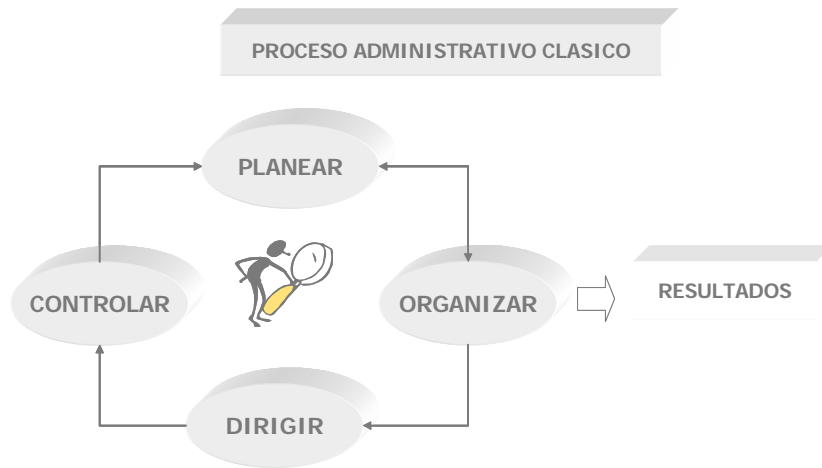 PROCESO ADMINISTRATIVO CLASICO
PLANEAR
CONTROLAR
ORGANIZAR
RESULTADOS
DIRIGIR